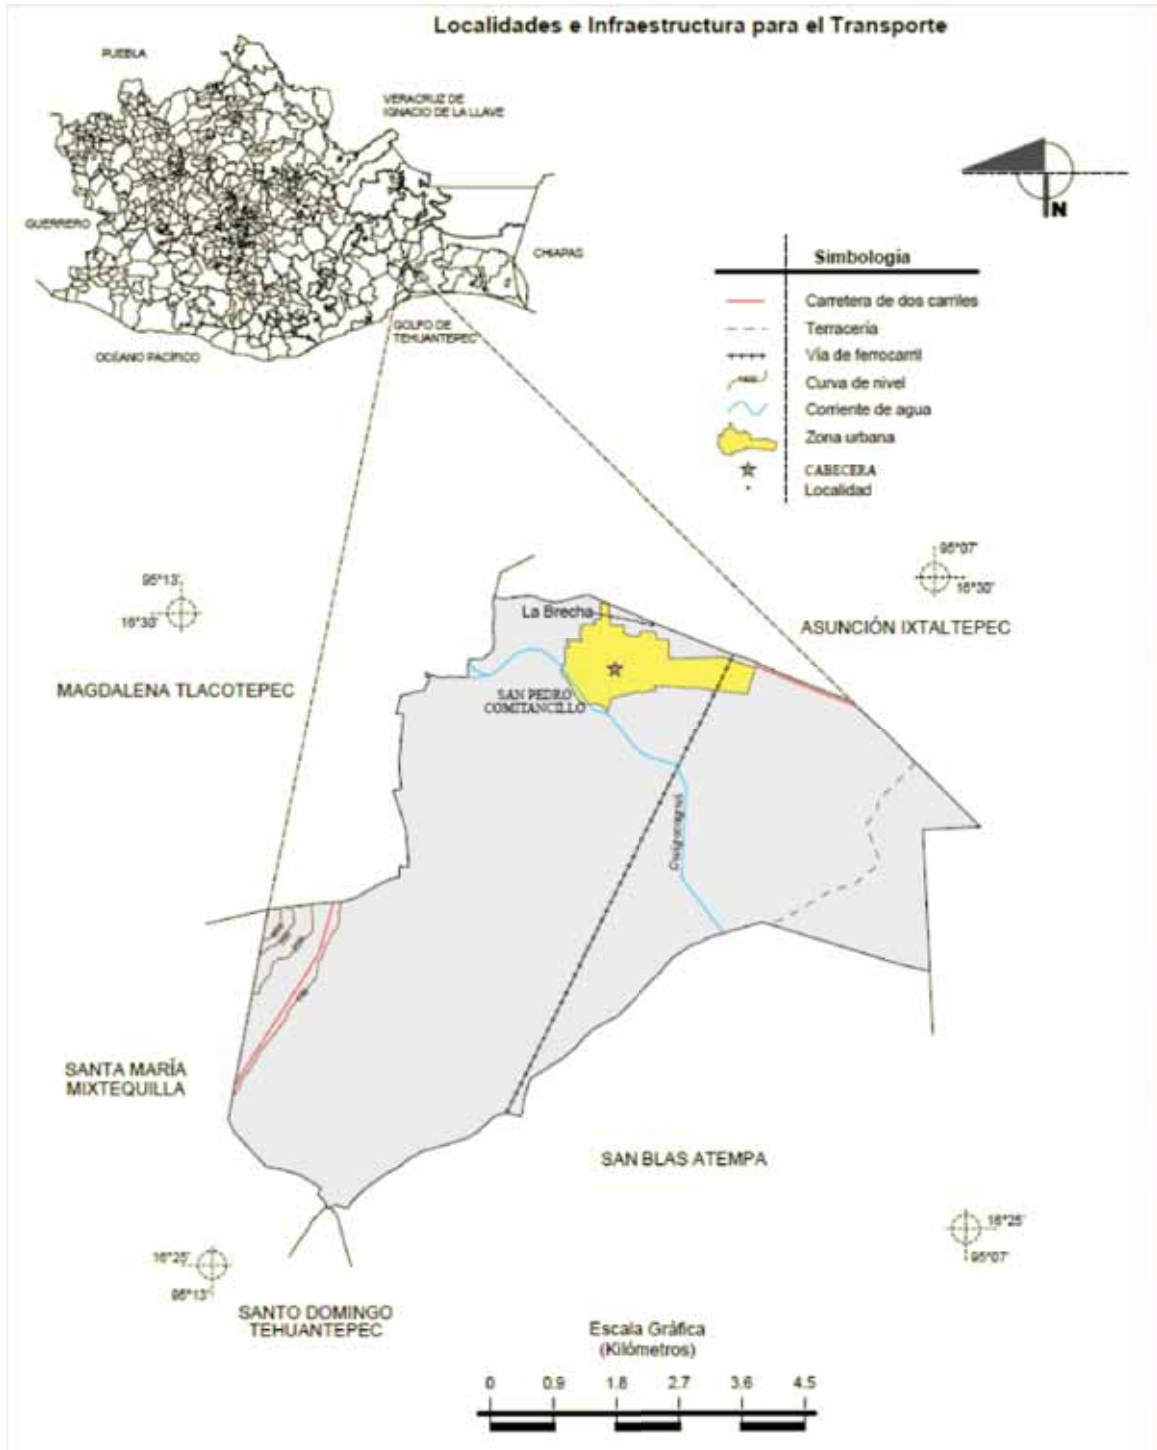 Localidades e Infraestructura para el Transporte
PUEBLA
VERACRUZ DE
IGNACIO DE LA LLAVE
GUERRERO
CHIAPAS
GOLFO DE
TEHUANTEPEC
OCÉANO PACÍFICO
N
Simbología
Carretera de dos carriles
Terracería
Vía de ferrocarril
Curva de nivel
Corriente de agua
Zona urbana
CABECERA
Localidad
95°13'
16°30'
95°07'
16°30'
La Brecha
ASUNCIÓN IXTALTEPEC
MAGDALENA TLACOTEPEC
SAN PEDRO
COMITANCILLO
SANTA MARÍA
MIXTEQUILLA
SAN BLAS ATEMPA
16°25'
95°07'
16°25'
95°13'
SANTO DOMINGO
TEHUANTEPEC
Escala Gráfica
(Kilómetros)
0 0.9 1.8 2.7 3.6 4.5